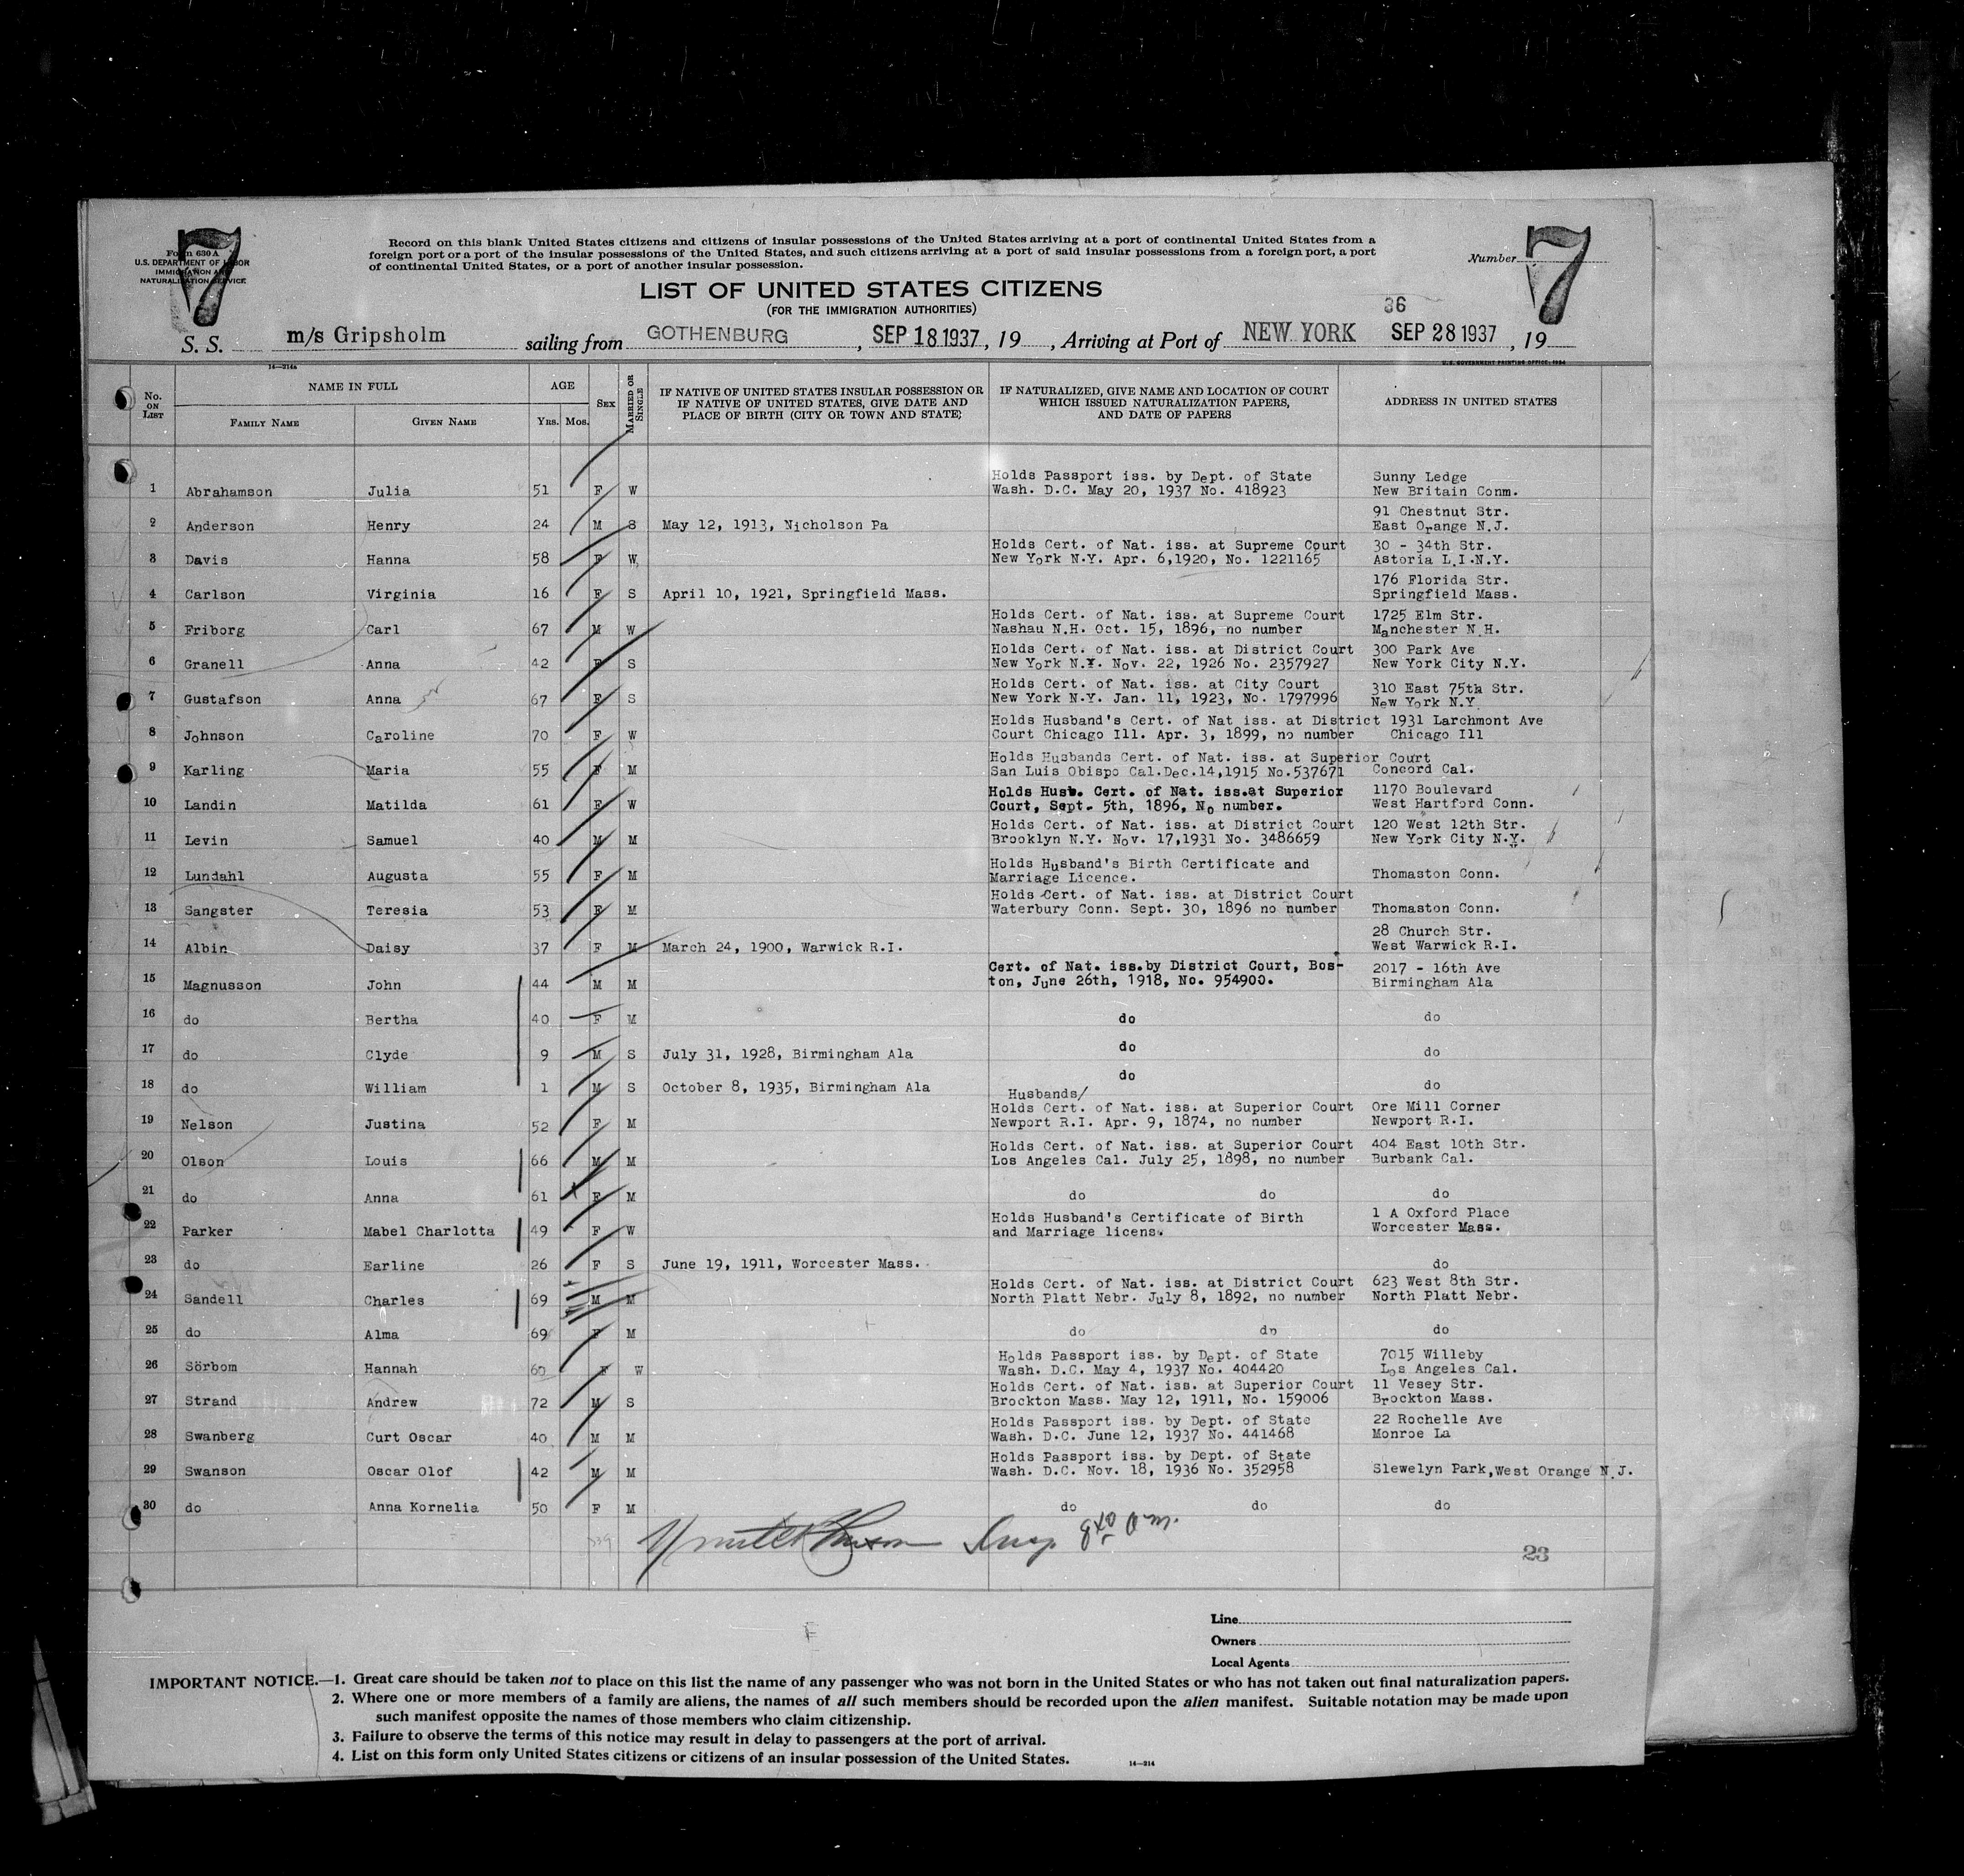 7
Form 630 A
U.S. DEPARTMENT OF LABOR
IMMIGRATION AND
NATURALIZATION SERVICE
Record on this blank United States citizens and citizens of insular possessions of the United States arriving at a port of continental United States from a
foreign port or a port of the insular possessions of the United States, and such citizens arriving at a port of said insular possessions from a foreign port, a port
of continental United States, or a port of another insular possession.
Number 7
LIST OF UNITED STATES CITIZENS
(FOR THE IMMIGRATION AUTHORITIES)
36
S. S. m/s Gripsholm sailing from GOTHENBURG, SEP 18 1937, 19 , Arriving at Port of NEW YORK SEP 28 1937, 19
14—214a
U.S. GOVERNMENT PRINTING OFFICE: 1934
No. ON LIST
NAME IN FULL
FAMILY NAME
GIVEN NAME
AGE
YRS. MOS.
SEX
MARRIED OR SINGLE
IF NATIVE OF UNITED STATES INSULAR POSSESSION OR
IF NATIVE OF UNITED STATES, GIVE DATE AND
PLACE OF BIRTH (CITY OR TOWN AND STATE)
IF NATURALIZED, GIVE NAME AND LOCATION OF COURT
WHICH ISSUED NATURALIZATION PAPERS,
AND DATE OF PAPERS
ADDRESS IN UNITED STATES
Holds Passport iss. by Dept. of State Sunny Ledge
1 Abrahamson Julia 51 F W Wash. D.C. May 20, 1937 No. 418923 New Britain Conm.
91 Chestnut Str.
2 Anderson Henry 24 M S May 12, 1913, Nicholson Pa East Orange N.J.
Holds Cert. of Nat. iss. at Supreme Court 30 - 34th Str.
3 Davis Hanna 58 F W. New York N.Y. Apr. 6,1920, No. 1221165 Astoria L.I.N.Y.
176 Florida Str.
4 Carlson Virginia 16 F S April 10, 1921, Springfield Mass. Springfield Mass.
Holds Cert. of Nat. iss. at Supreme Court 1725 Elm Str.
5 Friborg Carl 67 M W Nashau N.H. Oct. 15, 1896, no number Manchester N.H.
Holds Cert. of Nat. iss. at District Court 300 Park Ave
6 Granell Anna 42 F S New York N.Y. Nov. 22, 1926 No. 2357927 New York City N.Y.
Holds Cert. of Nat. iss. at City Court 310 East 75th Str.
7 Gustafson Anna 67 F S New York N.Y. Jan. 11, 1923, No. 1797996 New York N.Y
Holds Husband's Cert. of Nat iss. at District 1931 Larchmont Ave
8 Johnson Caroline 70 F W Court Chicago Ill. Apr. 3, 1899, no number Chicago Ill
Holds Husbands Cert. of Nat. iss. at Superior Court
9 Karling Maria 55 F M San Luis Obispo Cal.Dec.14,1915 No.537671 Concord Cal.
Holds Husb. Cert. of Nat. iss.at Superior 1170 Boulevard
10 Landin Matilda 61 F W Court, Sept. 5th, 1896, No number. West Hartford Conn.
Holds Cert. of Nat. iss. at District Court 120 West 12th Str.
11 Levin Samuel 40 M M Brooklyn N.Y. Nov. 17,1931 No. 3486659 New York City N.Y.
Holds Husband's Birth Certificate and
12 Lundahl Augusta 55 F M Marriage Licence. Thomaston Conn.
Holds Cert. of Nat. iss. at District Court
13 Sangster Teresia 53 F M Waterbury Conn. Sept. 30, 1896 no number Thomaston Conn.
28 Church Str.
14 Albin Daisy 37 F M March 24, 1900, Warwick R.I. West Warwick R.I.
Cert. of Nat. iss.by District Court, Bos- 2017 - 16th Ave
15 Magnusson John 44 M M ton, June 26th, 1918, No. 954900. Birmingham Ala
16 do Bertha 40 F M do do
17 do Clyde 9 M S July 31, 1928, Birmingham Ala do do
18 do William 1 M S October 8, 1935, Birmingham Ala do do
Husbands/
Holds Cert. of Nat. iss. at Superior Court Ore Mill Corner
19 Nelson Justina 52 F M Newport R.I. Apr. 9, 1874, no number Newport R.I.
Holds Cert. of Nat. iss. at Superior Court 404 East 10th Str.
20 Olson Louis 66 M M Los Angeles Cal. July 25, 1898, no number Burbank Cal.
21 do Anna 61 F M do do do
Holds Husband's Certificate of Birth 1 A Oxford Place
22 Parker Mabel Charlotta 49 F W and Marriage licens. Worcester Mass.
23 do Earline 26 F S June 19, 1911, Worcester Mass. do
Holds Cert. of Nat. iss. at District Court 623 West 8th Str.
24 Sandell Charles 69 M M North Platt Nebr. July 8, 1892, no number North Platt Nebr.
25 do Alma 69 F M do do do
Holds Passport iss. by Dept. of State 7015 Willeby
26 Sörbom Hannah 60 F W Wash. D.C. May 4, 1937 No. 404420 Los Angeles Cal.
Holds Cert. of Nat. iss. at Superior Court 11 Vesey Str.
27 Strand Andrew 72 M S Brockton Mass. May 12, 1911, No. 159006 Brockton Mass.
Holds Passport iss. by Dept. of State 22 Rochelle Ave
28 Swanberg Curt Oscar 40 M M Wash. D.C. June 12, 1937 No. 441468 Monroe La
Holds Passport iss. by Dept. of State
29 Swanson Oscar Olof 42 M M Wash. D.C. Nov. 18, 1936 No. 352958 Slewelyn Park,West Orange N.J.
30 do Anna Kornelia 50 F M do do do
Insp
23
Line
Owners
Local Agents
IMPORTANT NOTICE.—1. Great care should be taken not to place on this list the name of any passenger who was not born in the United States or who has not taken out final naturalization papers.
2. Where one or more members of a family are aliens, the names of all such members should be recorded upon the alien manifest. Suitable notation may be made upon
such manifest opposite the names of those members who claim citizenship.
3. Failure to observe the terms of this notice may result in delay to passengers at the port of arrival.
4. List on this form only United States citizens or citizens of an insular possession of the United States.
14—214